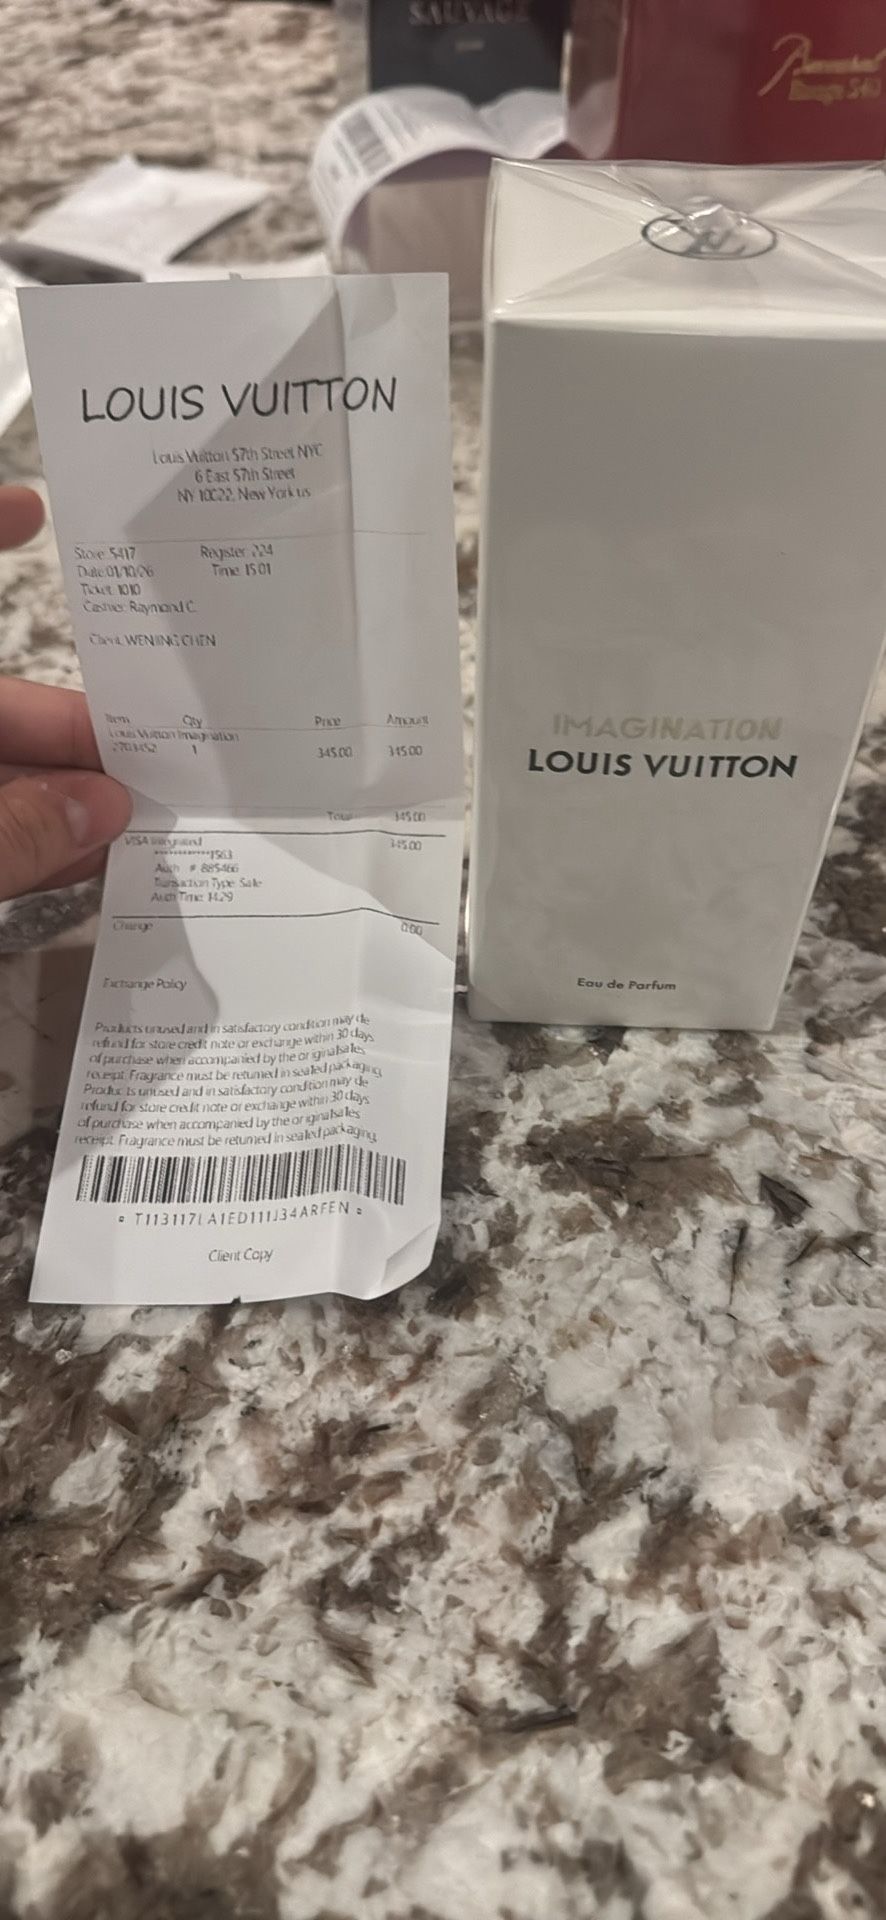 SAUVAGE
Baccarat
Rouge 540
LOUIS VUITTON
Louis Vuitton 57th Street NYC
6 East 57th Street
NY 10022, New York us
Store: 5417 Register: 224
Date:01/10/26 Time: 15:01
Ticket: 1010
Cashier: Raymond C.
Client: WENJING CHEN
Item Qty Price Amount
Louis Vuitton Imagination
1 345.00 345.00
Total 345.00
VISA Integrated 345.00
***********1563
Auth # 885466
Transaction Type: Sale
Auth Time: 14:29
Change 0.00
Exchange Policy
Products unused and in satisfactory condition may de
refund for store credit note or exchange within 30 days
of purchase when accompanied by the original sales
receipt. Fragrance must be returned in sealed packaging.
Products unused and in satisfactory condition may de
refund for store credit note or exchange within 30 days
of purchase when accompanied by the original sales
receipt. Fragrance must be returned in sealed packaging.
Client Copy
IMAGINATION
LOUIS VUITTON
Eau de Parfum